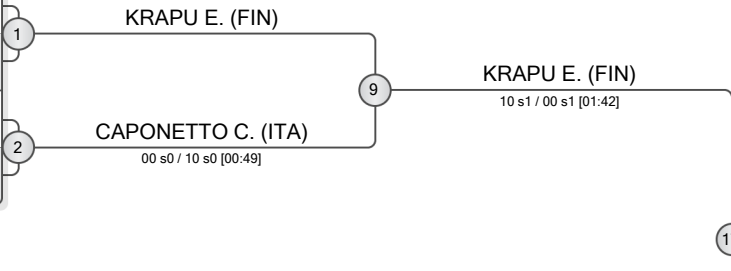 KRAPU E. (FIN)
1
9
KRAPU E. (FIN)
10 s1 / 00 s1 [01:42]
CAPONETTO C. (ITA)
2
00 s0 / 10 s0 [00:49]